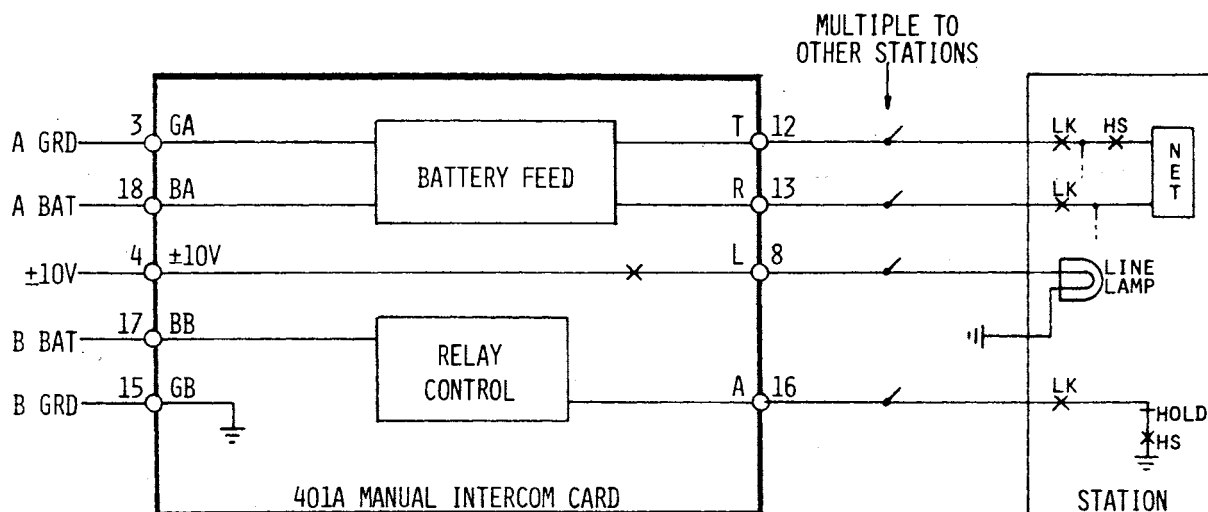 MULTIPLE TO
OTHER STATIONS
A GRD 3 GA T 12 LK HS
BATTERY FEED
NET
A BAT 18 BA R 13 LK
±10V 4 ±10V L 8
LINE
LAMP
B BAT 17 BB
RELAY
CONTROL
B GRD 15 GB A 16 LK
HOLD
HS
401A MANUAL INTERCOM CARD
STATION